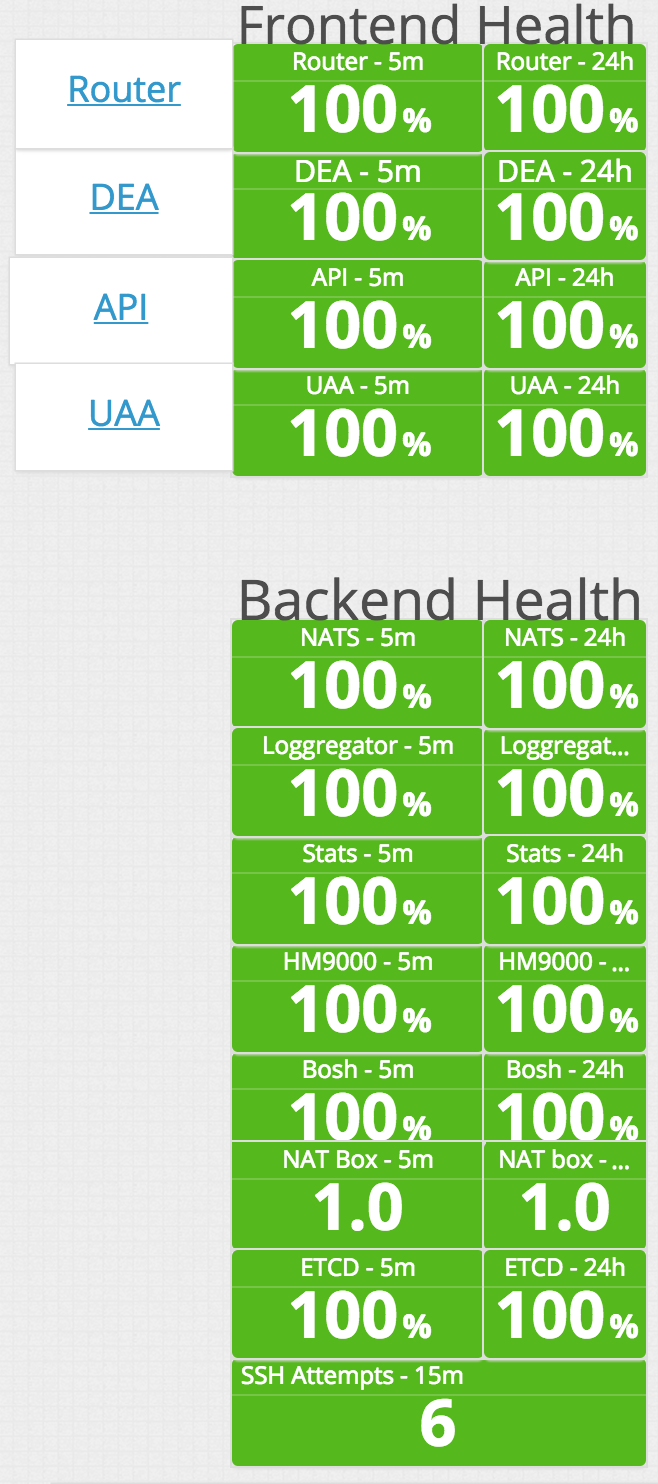 Frontend Health
Router
Router - 5m
Router - 24h
100%
100%
DEA
DEA - 5m
DEA - 24h
100%
100%
API
API - 5m
API - 24h
100%
100%
UAA
UAA - 5m
UAA - 24h
100%
100%
Backend Health
NATS - 5m
NATS - 24h
100%
100%
Loggregator - 5m
Loggregat...
100%
100%
Stats - 5m
Stats - 24h
100%
100%
HM9000 - 5m
HM9000 - ...
100%
100%
Bosh - 5m
Bosh - 24h
100%
100%
NAT Box - 5m
NAT box - ...
1.0
1.0
ETCD - 5m
ETCD - 24h
100%
100%
SSH Attempts - 15m
6